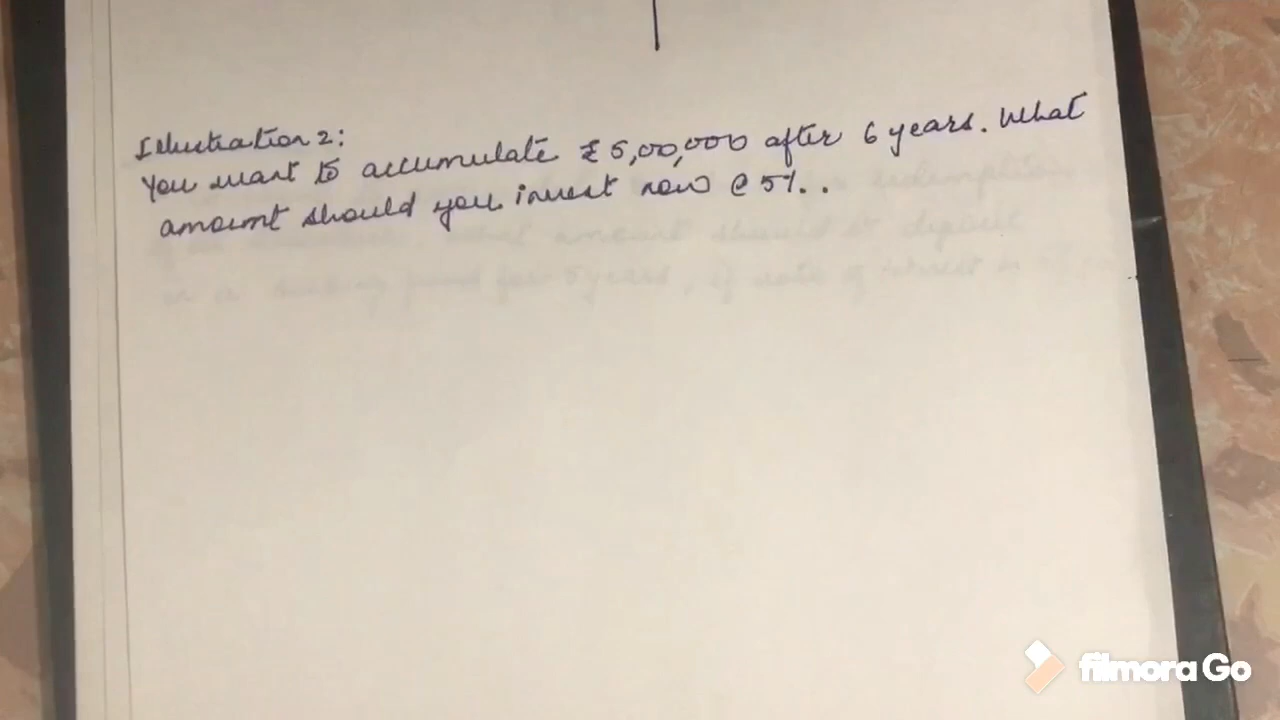 Illustration 2:
You want to accumulate ₹ 5,00,000 after 6 years. What
amount should you invest now @ 5%..
filmora Go